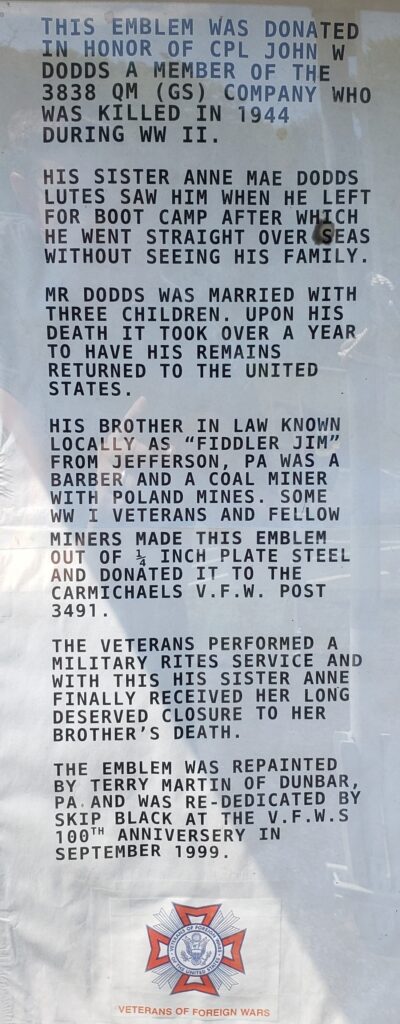 THIS EMBLEM WAS DONATED
IN HONOR OF CPL JOHN W
DODDS A MEMBER OF THE
3838 QM (GS) COMPANY WHO
WAS KILLED IN 1944
DURING WW II.
HIS SISTER ANNE MAE DODDS
LUTES SAW HIM WHEN HE LEFT
FOR BOOT CAMP AFTER WHICH
HE WENT STRAIGHT OVER SEAS
WITHOUT SEEING HIS FAMILY.
MR DODDS WAS MARRIED WITH
THREE CHILDREN. UPON HIS
DEATH IT TOOK OVER A YEAR
TO HAVE HIS REMAINS
RETURNED TO THE UNITED
STATES.
HIS BROTHER IN LAW KNOWN
LOCALLY AS “FIDDLER JIM”
FROM JEFFERSON, PA WAS A
BARBER AND A COAL MINER
WITH POLAND MINES. SOME
WW I VETERANS AND FELLOW
MINERS MADE THIS EMBLEM
OUT OF ¼ INCH PLATE STEEL
AND DONATED IT TO THE
CARMICHAELS V.F.W. POST
3491.
THE VETERANS PERFORMED A
MILITARY RITES SERVICE AND
WITH THIS HIS SISTER ANNE
FINALLY RECEIVED HER LONG
DESERVED CLOSURE TO HER
BROTHER’S DEATH.
THE EMBLEM WAS REPAINTED
BY TERRY MARTIN OF DUNBAR,
PA. AND WAS RE-DEDICATED BY
SKIP BLACK AT THE V.F.W.S
100TH ANNIVERSERY IN
SEPTEMBER 1999.
VETERANS OF FOREIGN WARS
OF THE UNITED STATES
VETERANS OF FOREIGN WARS